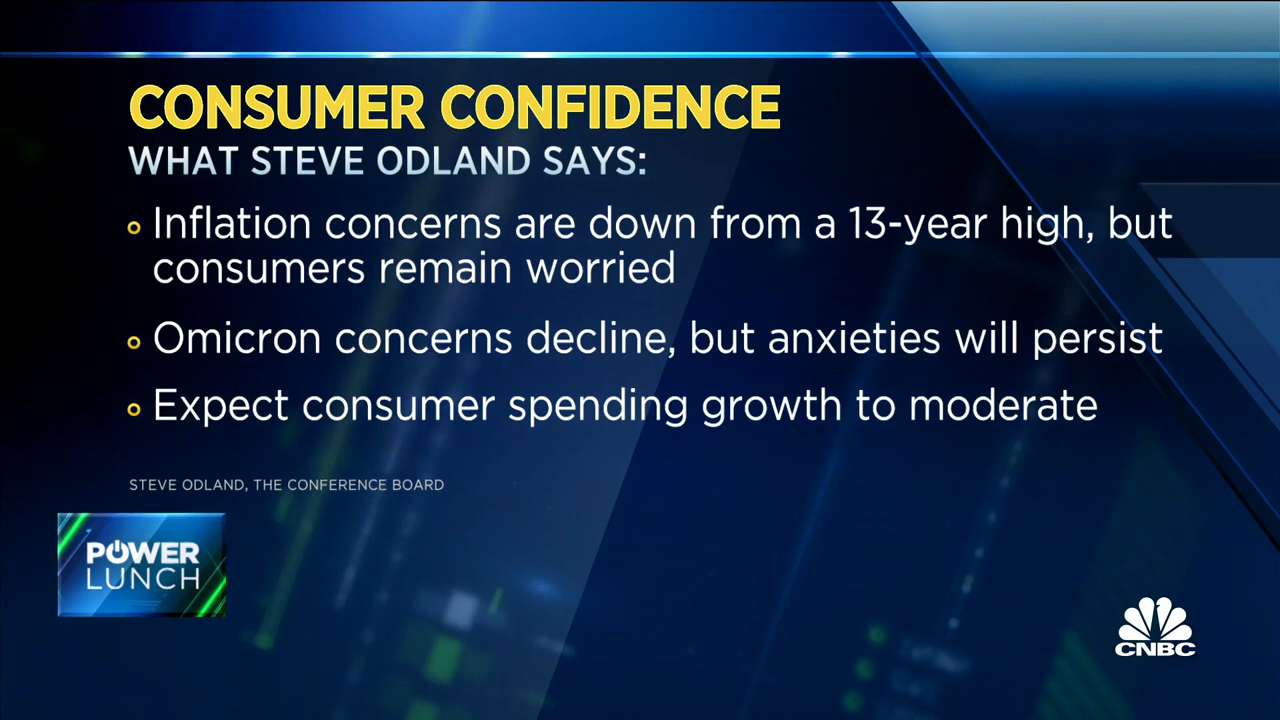 CONSUMER CONFIDENCE
WHAT STEVE ODLAND SAYS:
Inflation concerns are down from a 13-year high, but
consumers remain worried
Omicron concerns decline, but anxieties will persist
Expect consumer spending growth to moderate
STEVE ODLAND, THE CONFERENCE BOARD
POWER
LUNCH
CNBC